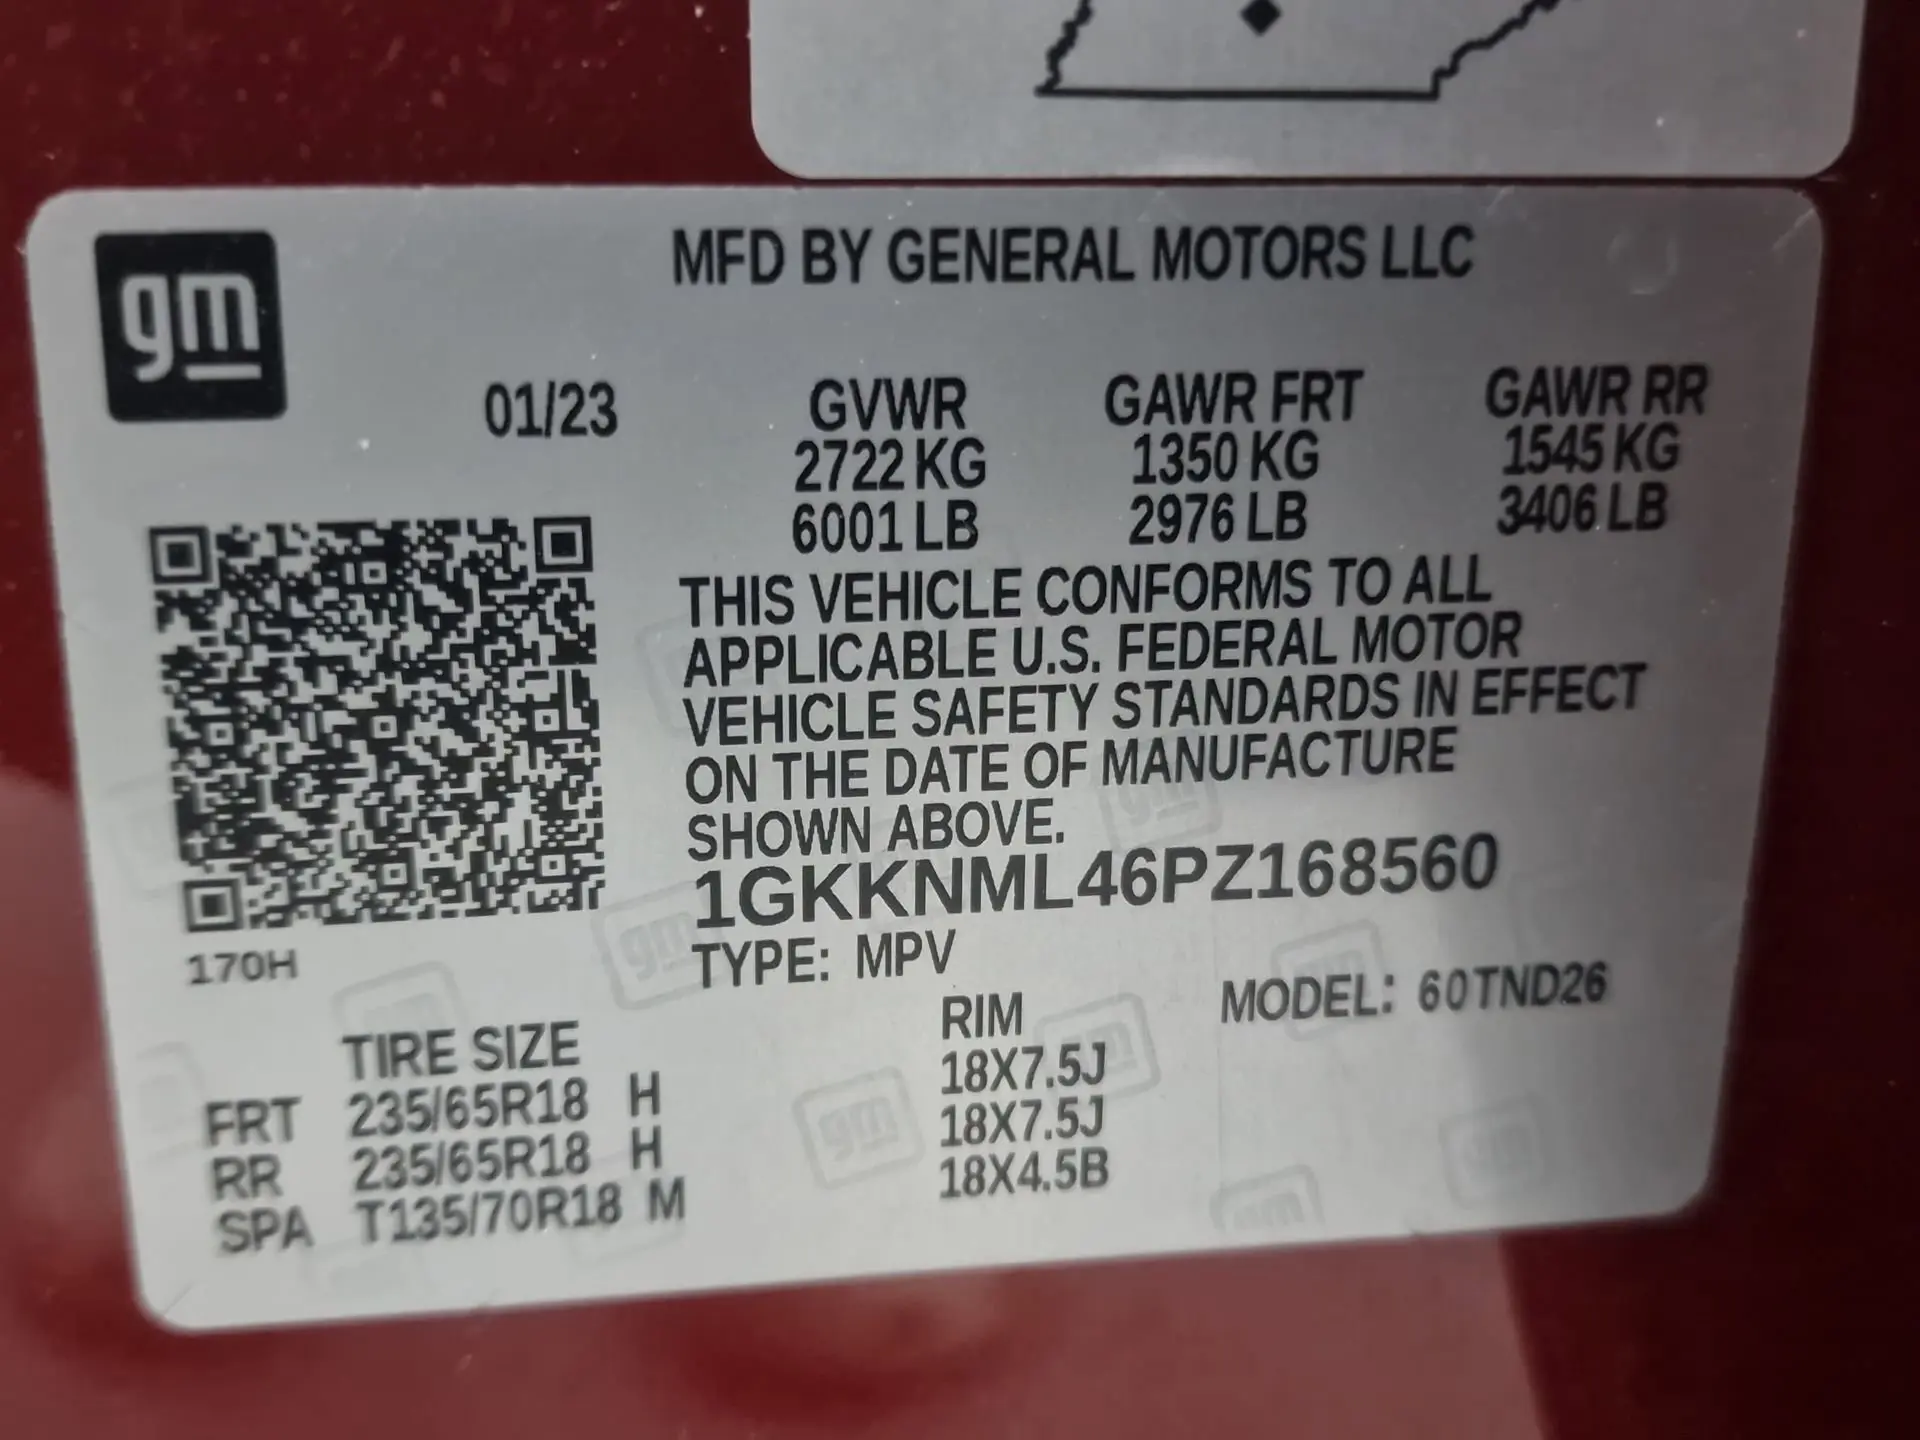 gm
MFD BY GENERAL MOTORS LLC
01/23
GVWR GAWR FRT GAWR RR
2722 KG 1350 KG 1545 KG
6001 LB 2976 LB 3406 LB
THIS VEHICLE CONFORMS TO ALL
APPLICABLE U.S. FEDERAL MOTOR
VEHICLE SAFETY STANDARDS IN EFFECT
ON THE DATE OF MANUFACTURE
SHOWN ABOVE.
1GKKNML46PZ168560
170H
TYPE: MPV
MODEL: 60TND26
TIRE SIZE RIM
FRT 235/65R18 H 18X7.5J
RR 235/65R18 H 18X7.5J
SPA T135/70R18 M 18X4.5B